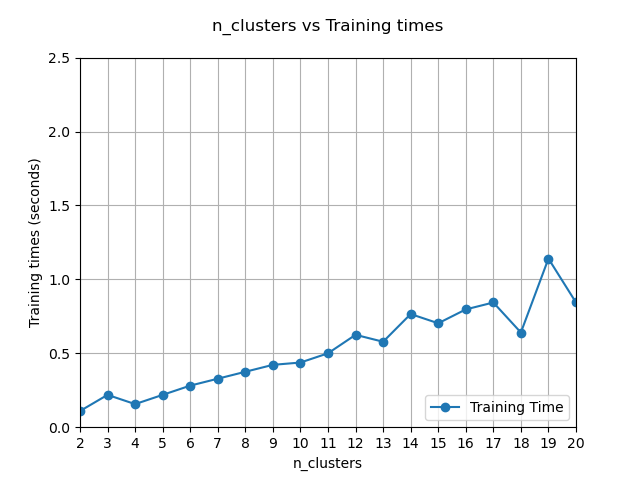 n_clusters vs Training times
2.5
2.0
1.5
1.0
0.5
0.0
Training times (seconds)
Training Time
2 3 4 5 6 7 8 9 10 11 12 13 14 15 16 17 18 19 20
n_clusters